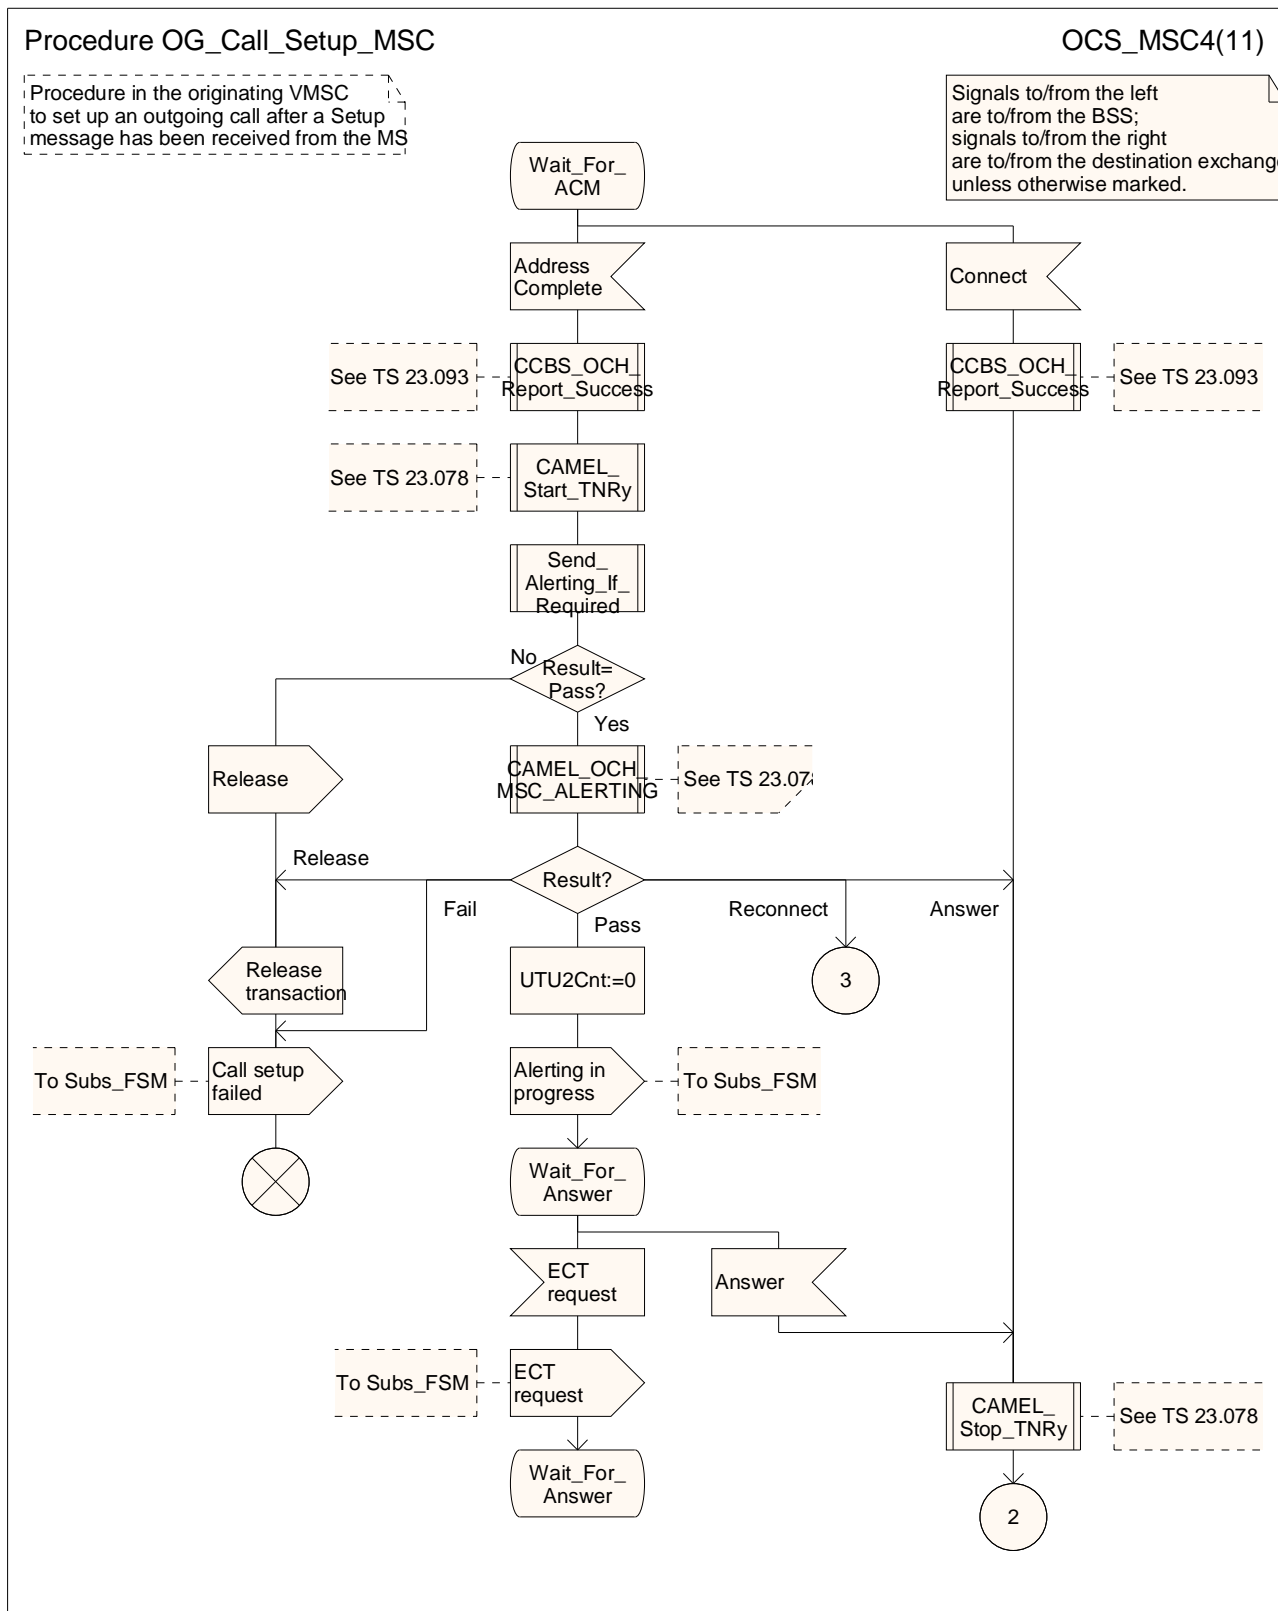 Procedure OG_Call_Setup_MSC
OCS_MSC4(11)
Procedure in the originating VMSC
to set up an outgoing call after a Setup
message has been received from the MS
Signals to/from the left
are to/from the BSS;
signals to/from the right
are to/from the destination exchange
unless otherwise marked.
Wait_For_
ACM
Address
Complete
Connect
See TS 23.093
CCBS_OCH_
Report_Success
CCBS_OCH_
Report_Success
See TS 23.093
See TS 23.078
CAMEL_
Start_TNRy
Send_
Alerting_If_
Required
No
Result=
Pass?
Yes
Release
CAMEL_OCH_
MSC_ALERTING
See TS 23.078
Release
Result?
Fail
Reconnect
Answer
Pass
Release
transaction
UTU2Cnt:=0
3
To Subs_FSM
Call setup
failed
Alerting in
progress
To Subs_FSM
Wait_For_
Answer
ECT
request
Answer
To Subs_FSM
ECT
request
CAMEL_
Stop_TNRy
See TS 23.078
Wait_For_
Answer
2